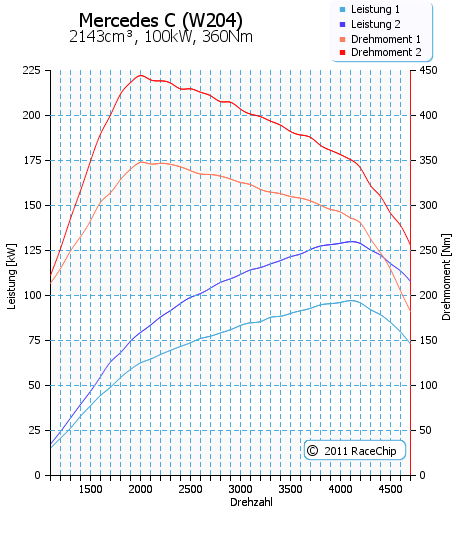 Mercedes C (W204)
2143cm³, 100kW, 360Nm
Leistung 1
Leistung 2
Drehmoment 1
Drehmoment 2
225
200
175
150
125
100
75
50
25
0
Leistung [kW]
450
400
350
300
250
200
150
100
50
0
Drehmoment [Nm]
1500 2000 2500 3000 3500 4000 4500
Drehzahl
© 2011 RaceChip